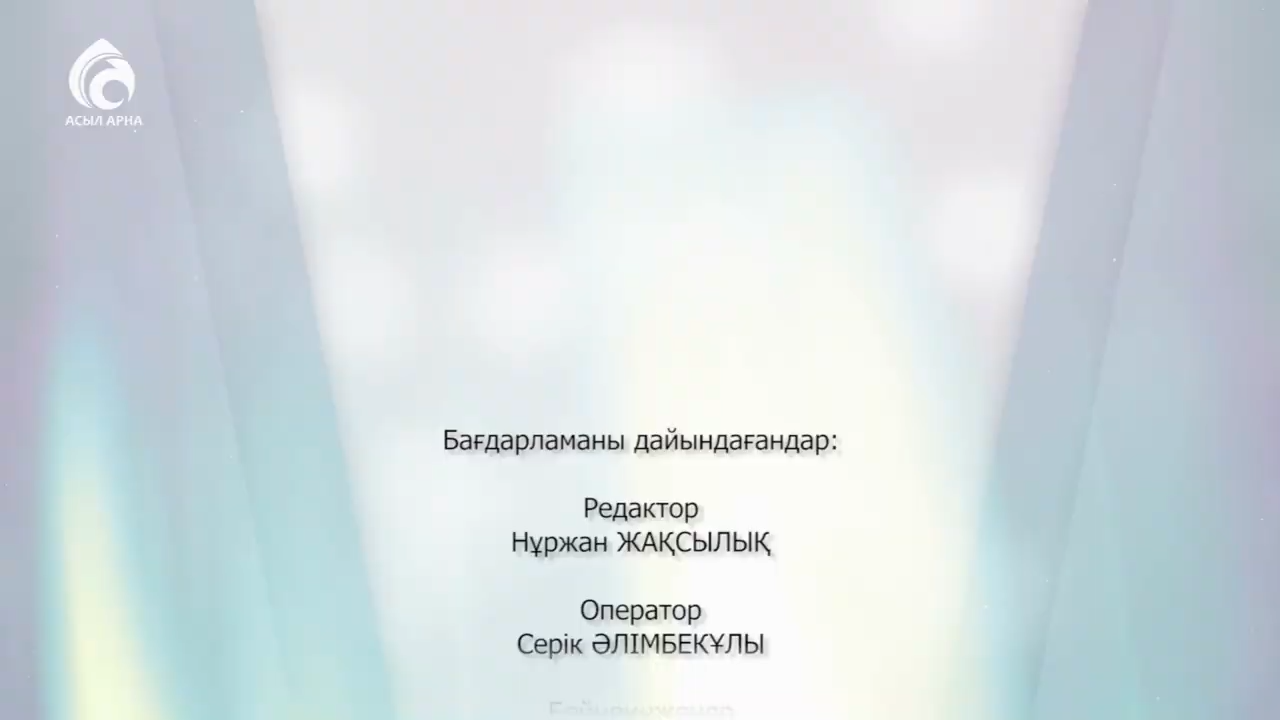 АСЫЛ АРНА
Бағдарламаны дайындағандар:
Редактор
Нұржан ЖАҚСЫЛЫҚ
Оператор
Серік ӘЛІМБЕКҰЛЫ